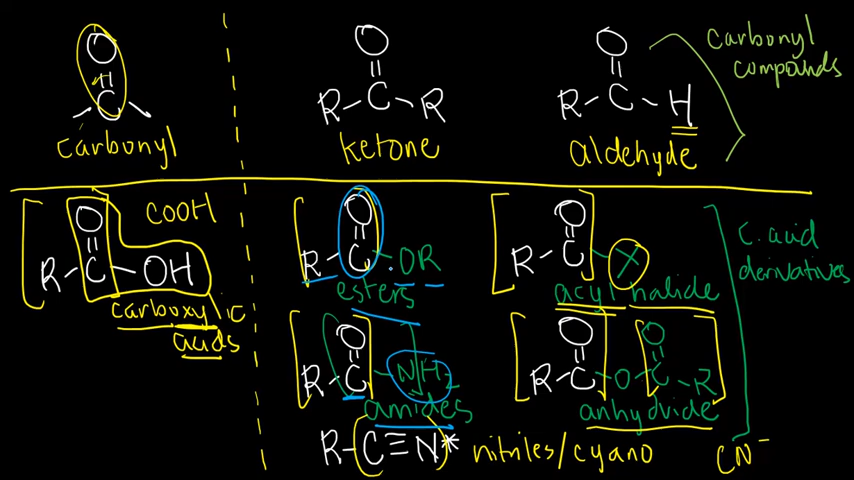 O
C
carbonyl
O
R-C-R
ketone
O
R-C-H
aldehyde
carbonyl
compounds
COOH
O
R-C-OH
carboxylic
acids
O
R-C-OR
esters
O
R-C-X
acyl halide
C. acid
derivatives
O
R-C-NH2
amides
O O
R-C-O-C-R
anhydride
R-C≡N* nitriles/cyano
CN⁻